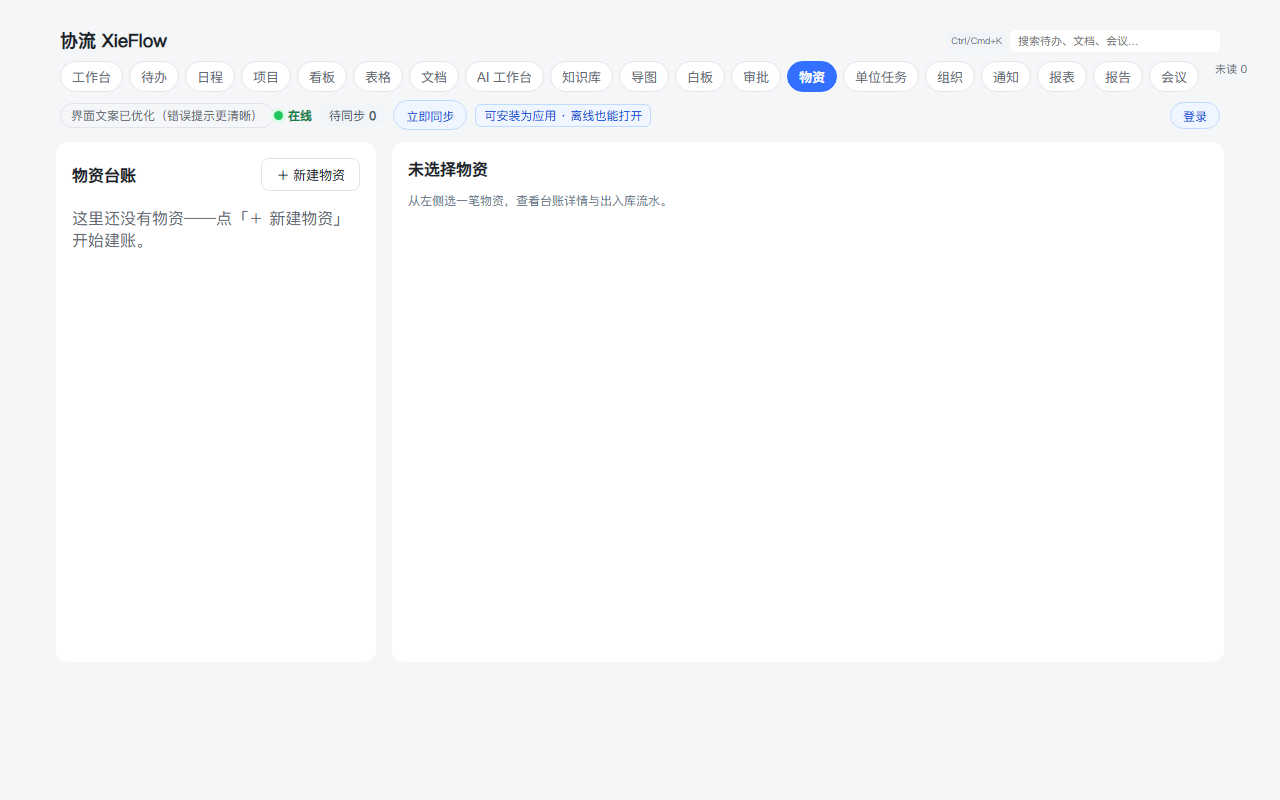 协流 XieFlow
Ctrl/Cmd+K
搜索待办、文档、会议...
工作台
待办
日程
项目
看板
表格
文档
AI 工作台
知识库
导图
白板
审批
物资
单位任务
组织
通知
报表
报告
会议
未读 0
界面文案已优化（错误提示更清晰）
在线
待同步 0
立即同步
可安装为应用 · 离线也能打开
登录
物资台账
＋ 新建物资
这里还没有物资——点「＋ 新建物资」
开始建账。
未选择物资
从左侧选一笔物资，查看台账详情与出入库流水。